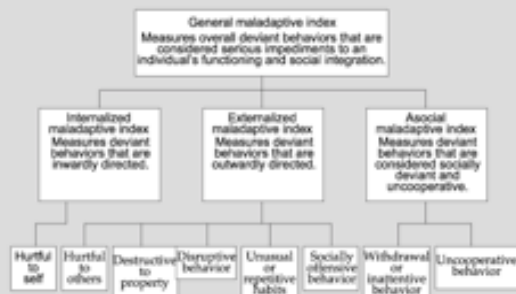 General maladaptive index
Measures overall deviant behaviors that are
considered serious impediments to an
individual's functioning and social integration.
Internalized
maladaptive index
Measures deviant
behaviors that are
inwardly directed.
Externalized
maladaptive index
Measures deviant
behaviors that are
outwardly directed.
Asocial
maladaptive index
Measures deviant
behaviors that are
considered socially
deviant and
uncooperative.
Hurtful
to
self
Hurtful
to
others
Destructive
to
property
Disruptive
behavior
Unusual
or
repetitive
habits
Socially
offensive
behavior
Withdrawal
or
inattentive
behavior
Uncooperative
behavior